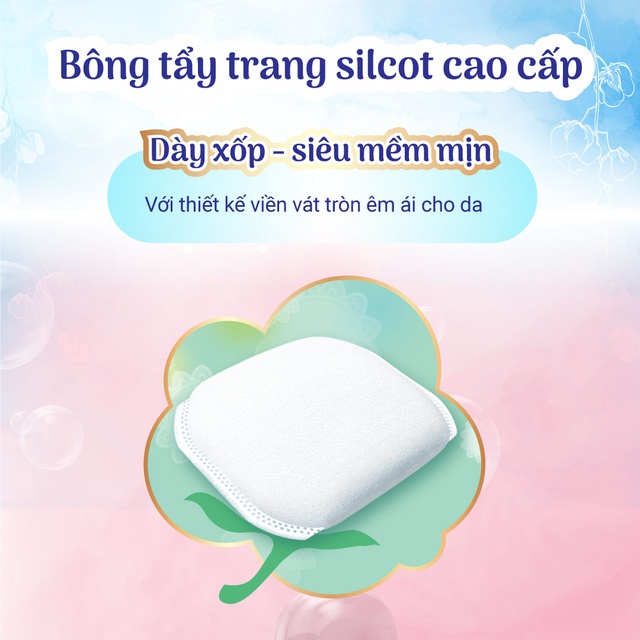 Bông tẩy trang silcot cao cấp
Dày xốp - siêu mềm mịn
Với thiết kế viền vát tròn êm ái cho da